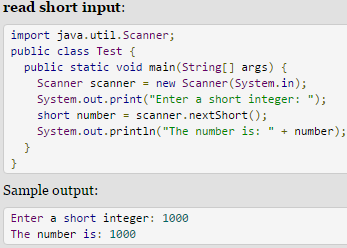 read short input:
import java.util.Scanner;
public class Test {
  public static void main(String[] args) {
    Scanner scanner = new Scanner(System.in);
    System.out.print("Enter a short integer: ");
    short number = scanner.nextShort();
    System.out.println("The number is: " + number);
  }
}
Sample output:
Enter a short integer: 1000
The number is: 1000